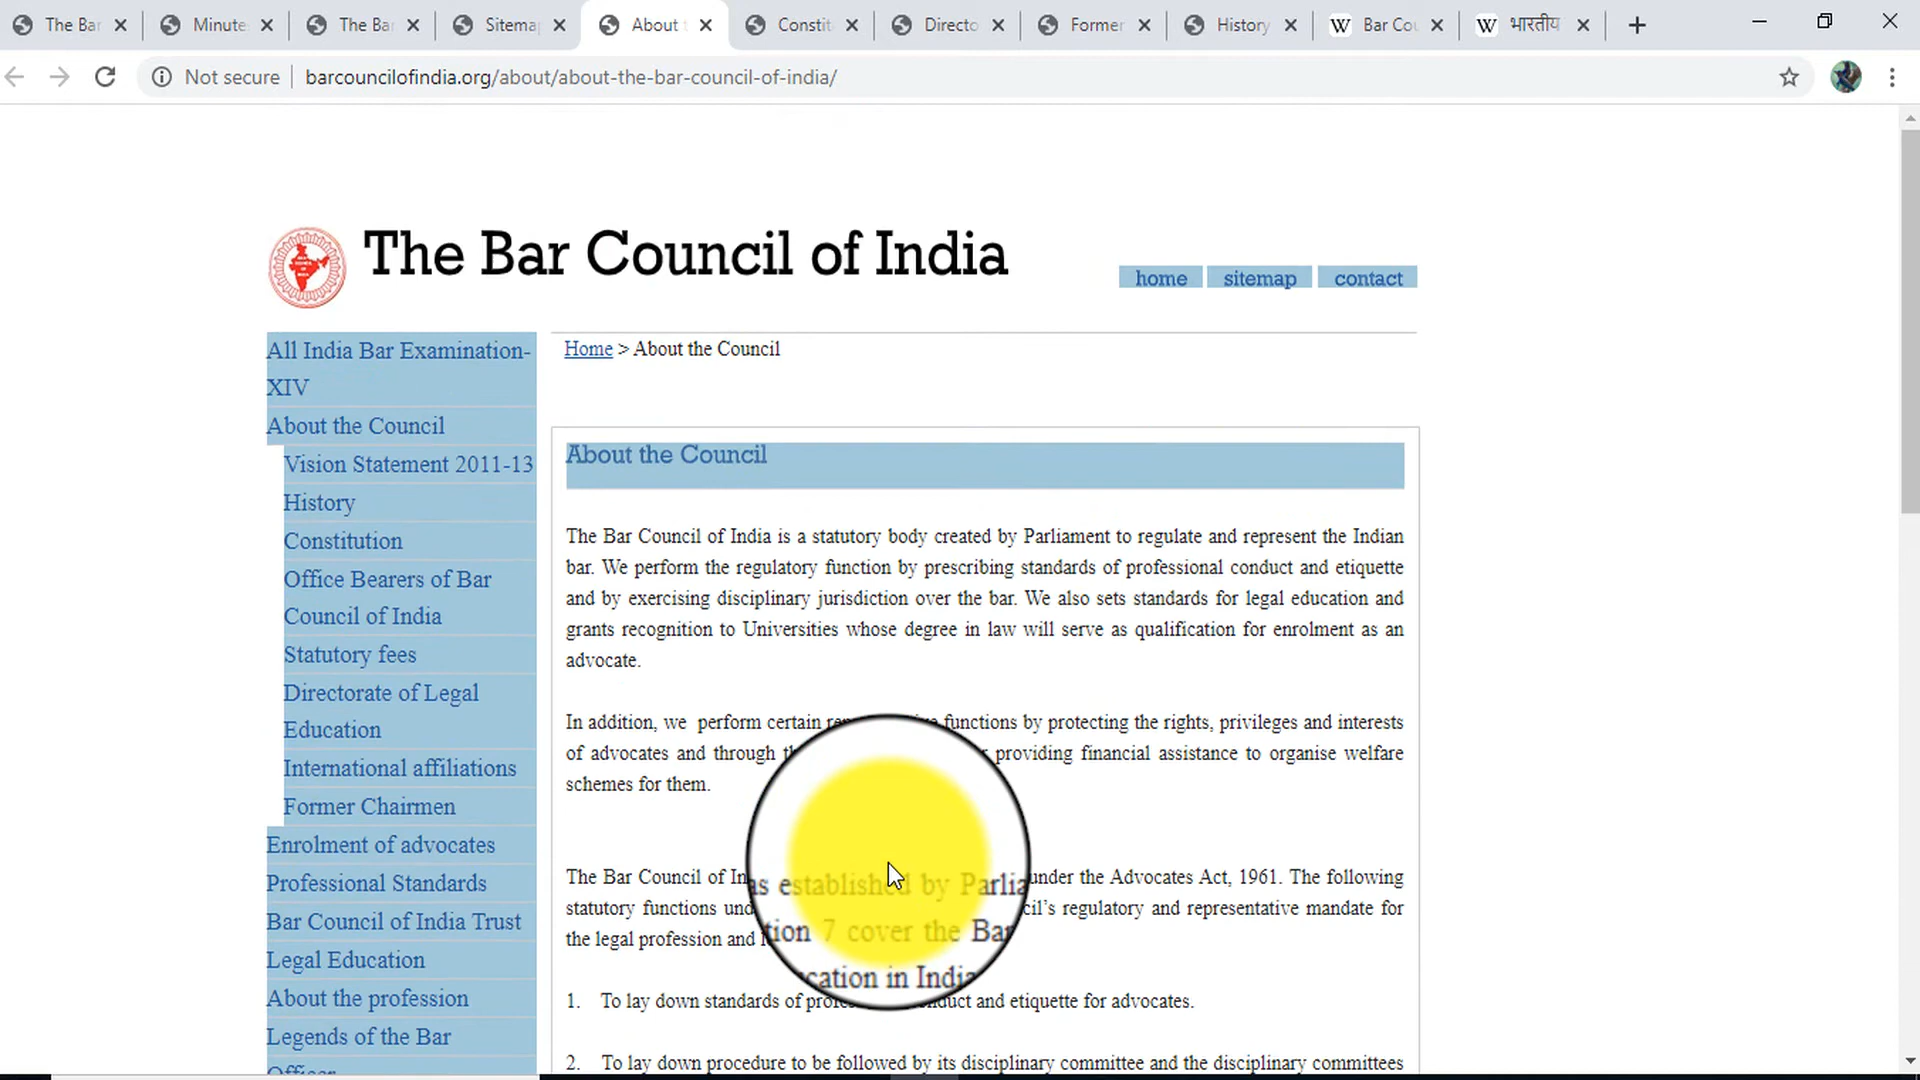 The Bar
Minute
The Bar
Sitema
About t
Constit
Directo
Former
History
Bar Cou
भारतीय
Not secure
barcouncilofindia.org/about/about-the-bar-council-of-india/
The Bar Council of India
home
sitemap
contact
All India Bar Examination-
XIV
About the Council
Vision Statement 2011-13
History
Constitution
Office Bearers of Bar
Council of India
Statutory fees
Directorate of Legal
Education
International affiliations
Former Chairmen
Enrolment of advocates
Professional Standards
Bar Council of India Trust
Legal Education
About the profession
Legends of the Bar
Home > About the Council
About the Council
The Bar Council of India is a statutory body created by Parliament to regulate and represent the Indian
bar. We perform the regulatory function by prescribing standards of professional conduct and etiquette
and by exercising disciplinary jurisdiction over the bar. We also sets standards for legal education and
grants recognition to Universities whose degree in law will serve as qualification for enrolment as an
advocate.
In addition, we perform certain functions by protecting the rights, privileges and interests
of advocates and through providing financial assistance to organise welfare
schemes for them.
The Bar Council of In as established by Parlia under the Advocates Act, 1961. The following
statutory functions und tion 7 cover the Bar cil's regulatory and representative mandate for
the legal profession and cation in India
1. To lay down standards of and etiquette for advocates.
2. To lay down procedure to be followed by its disciplinary committee and the disciplinary committees